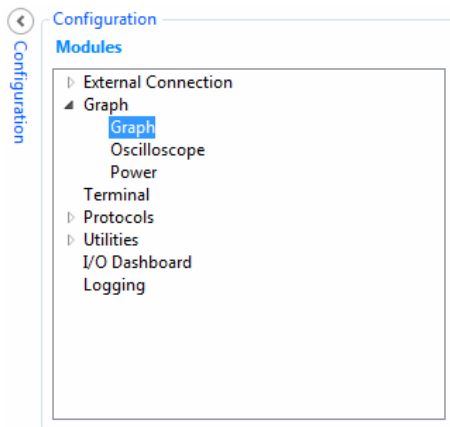 Configuration
Configuration
Modules
External Connection
Graph
Graph
Oscilloscope
Power
Terminal
Protocols
Utilities
I/O Dashboard
Logging